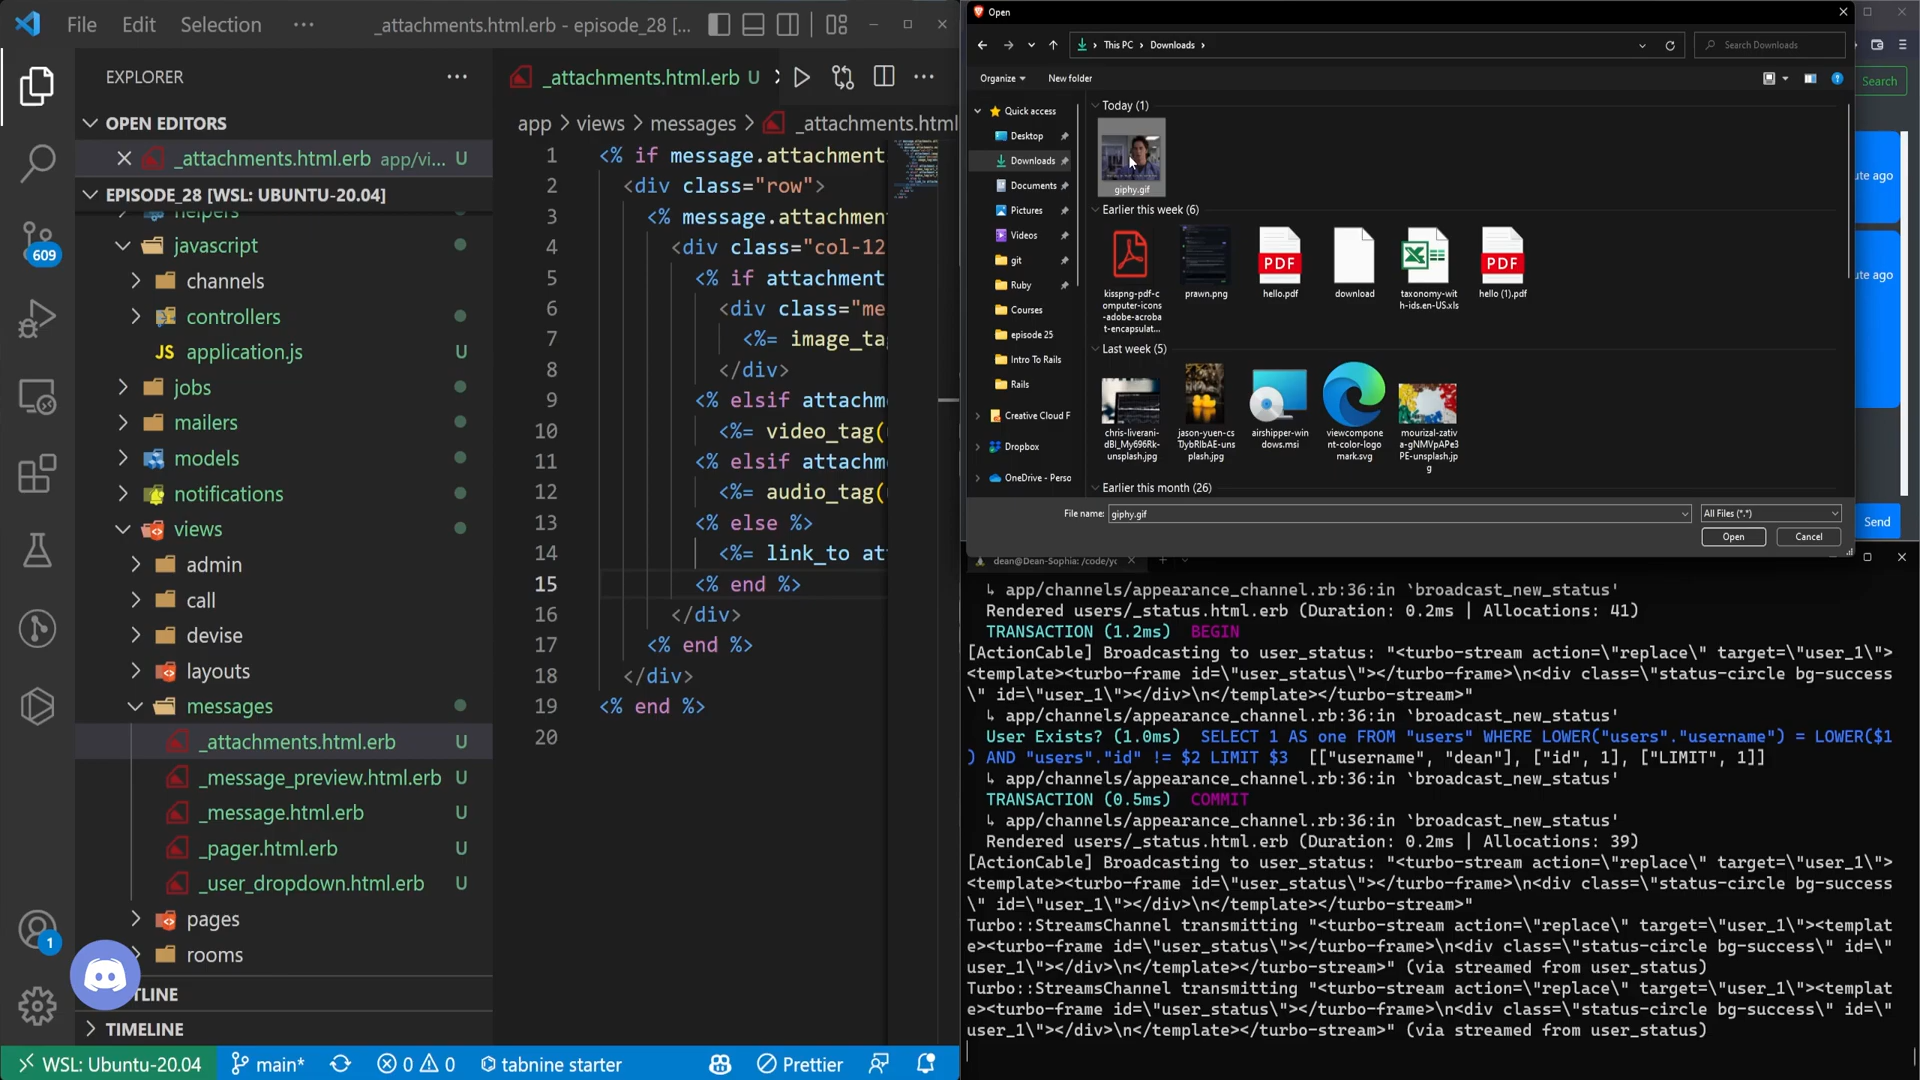 File
Edit
Selection
···
_attachments.html.erb - episode_28 [...
EXPLORER
···
OPEN EDITORS
_attachments.html.erb app/vi... U
EPISODE_28 [WSL: UBUNTU-20.04]
helpers
javascript
channels
controllers
JS application.js U
jobs
mailers
models
notifications
views
admin
call
devise
layouts
messages
_attachments.html.erb U
_message_preview.html.erb U
_message.html.erb U
_pager.html.erb U
_user_dropdown.html.erb U
pages
rooms
TLINE
TIMELINE
609
1
_attachments.html.erb U
app > views > messages > _attachments.html
1 <% if message.attachment
2 <div class="row">
3 <% message.attachmen
4 <div class="col-12
5 <% if attachment
6 <div class="me
7 <%= image_ta
8 </div>
9 <% elsif attachm
10 <%= video_tag(
11 <% elsif attachm
12 <%= audio_tag(
13 <% else %>
14 <%= link_to at
15 <% end %>
16 </div>
17 <% end %>
18 </div>
19 <% end %>
20
WSL: Ubuntu-20.04
main*
0
0
tabnine starter
Prettier
Open
This PC > Downloads >
Search Downloads
Organize
New folder
Quick access
Desktop
Downloads
Documents
Pictures
Videos
git
Ruby
Courses
episode 25
Intro To Rails
Rails
Creative Cloud F
Dropbox
OneDrive - Perso
Today (1)
giphy.gif
Earlier this week (6)
PDF
PDF
kisspng-pdf-c
omputer-icons
-adobe-acroba
t-encapsulat...
prawn.png
hello.pdf
download
taxonomy-wit
h-ids.en-US.xls
hello (1).pdf
Last week (5)
chris-liverani-
dBI_My696Rk-
unsplash.jpg
jason-yuen-cs
TJybRIbAE-uns
plash.jpg
airshipper-win
dows.msi
viewcompone
nt-color-logo
mark.svg
mourizal-zativ
a-gNMVpAPe3
PE-unsplash.jp
g
Earlier this month (26)
File name: giphy.gif
All Files (*.*)
Open
Cancel
Search
ute ago
ute ago
Send
dean@Dean-Sophia: /code/yc
↳ app/channels/appearance_channel.rb:36:in `broadcast_new_status'
Rendered users/_status.html.erb (Duration: 0.2ms | Allocations: 41)
TRANSACTION (1.2ms) BEGIN
[ActionCable] Broadcasting to user_status: "<turbo-stream action=\"replace\" target=\"user_1\">
<template><turbo-frame id=\"user_status\"></turbo-frame>\n<div class=\"status-circle bg-success
\" id=\"user_1\"></div>\n</template></turbo-stream>"
↳ app/channels/appearance_channel.rb:36:in `broadcast_new_status'
User Exists? (1.0ms) SELECT 1 AS one FROM "users" WHERE LOWER("users"."username") = LOWER($1
) AND "users"."id" != $2 LIMIT $3 [["username", "dean"], ["id", 1], ["LIMIT", 1]]
↳ app/channels/appearance_channel.rb:36:in `broadcast_new_status'
TRANSACTION (0.5ms) COMMIT
↳ app/channels/appearance_channel.rb:36:in `broadcast_new_status'
Rendered users/_status.html.erb (Duration: 0.2ms | Allocations: 39)
[ActionCable] Broadcasting to user_status: "<turbo-stream action=\"replace\" target=\"user_1\">
<template><turbo-frame id=\"user_status\"></turbo-frame>\n<div class=\"status-circle bg-success
\" id=\"user_1\"></div>\n</template></turbo-stream>"
Turbo::StreamsChannel transmitting "<turbo-stream action=\"replace\" target=\"user_1\"><templat
e><turbo-frame id=\"user_status\"></turbo-frame>\n<div class=\"status-circle bg-success\" id=\"
user_1\"></div>\n</template></turbo-stream>" (via streamed from user_status)
Turbo::StreamsChannel transmitting "<turbo-stream action=\"replace\" target=\"user_1\"><templat
e><turbo-frame id=\"user_status\"></turbo-frame>\n<div class=\"status-circle bg-success\" id=\"
user_1\"></div>\n</template></turbo-stream>" (via streamed from user_status)